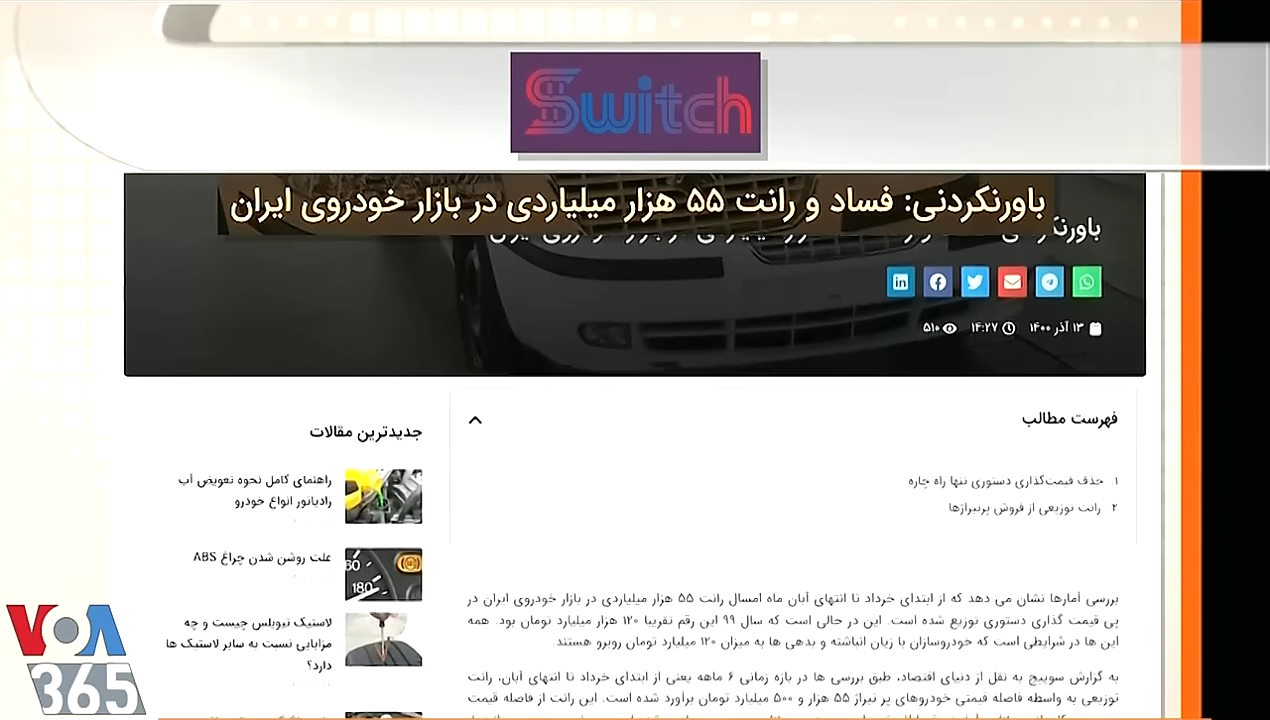 Switch
باورنکردنی: فساد و رانت ۵۵ هزار میلیاردی در بازار خودروی ایران
۱۳ آذر ۱۴۰۰ ۱۴:۲۷ ۵۱۰
فهرست مطالب
۱ حذف قیمت‌گذاری دستوری تنها راه چاره
۲ رانت توزیعی از فروش پرتیراژها
بررسی آمارها نشان می دهد که از ابتدای خرداد تا انتهای آبان ماه امسال رانت ۵۵ هزار میلیاردی در بازار خودروی ایران در
پی قیمت گذاری دستوری توزیع شده است. این در حالی است که سال ۹۹ این رقم تقریبا ۱۲۰ هزار میلیارد تومان بود. همه
این ها در شرایطی است که خودروسازان با زیان انباشته و بدهی ها به میزان ۱۲۰ میلیارد تومان روبرو هستند.
به گزارش سوییچ به نقل از دنیای اقتصاد، طبق بررسی ها در بازه زمانی ۶ ماهه یعنی از ابتدای خرداد تا انتهای آبان، رانت
توزیعی به واسطه فاصله قیمتی خودروهای پر تیراژ ۵۵ هزار و ۵۰۰ میلیارد تومان برآورد شده است. این رانت از فاصله قیمت
جدیدترین مقالات
راهنمای کامل نحوه تعویض آب
رادیاتور انواع خودرو
علت روشن شدن چراغ ABS
لاستیک تیوبلس چیست و چه
مزایایی نسبت به سایر لاستیک ها
دارد؟
60
180
VOA
365